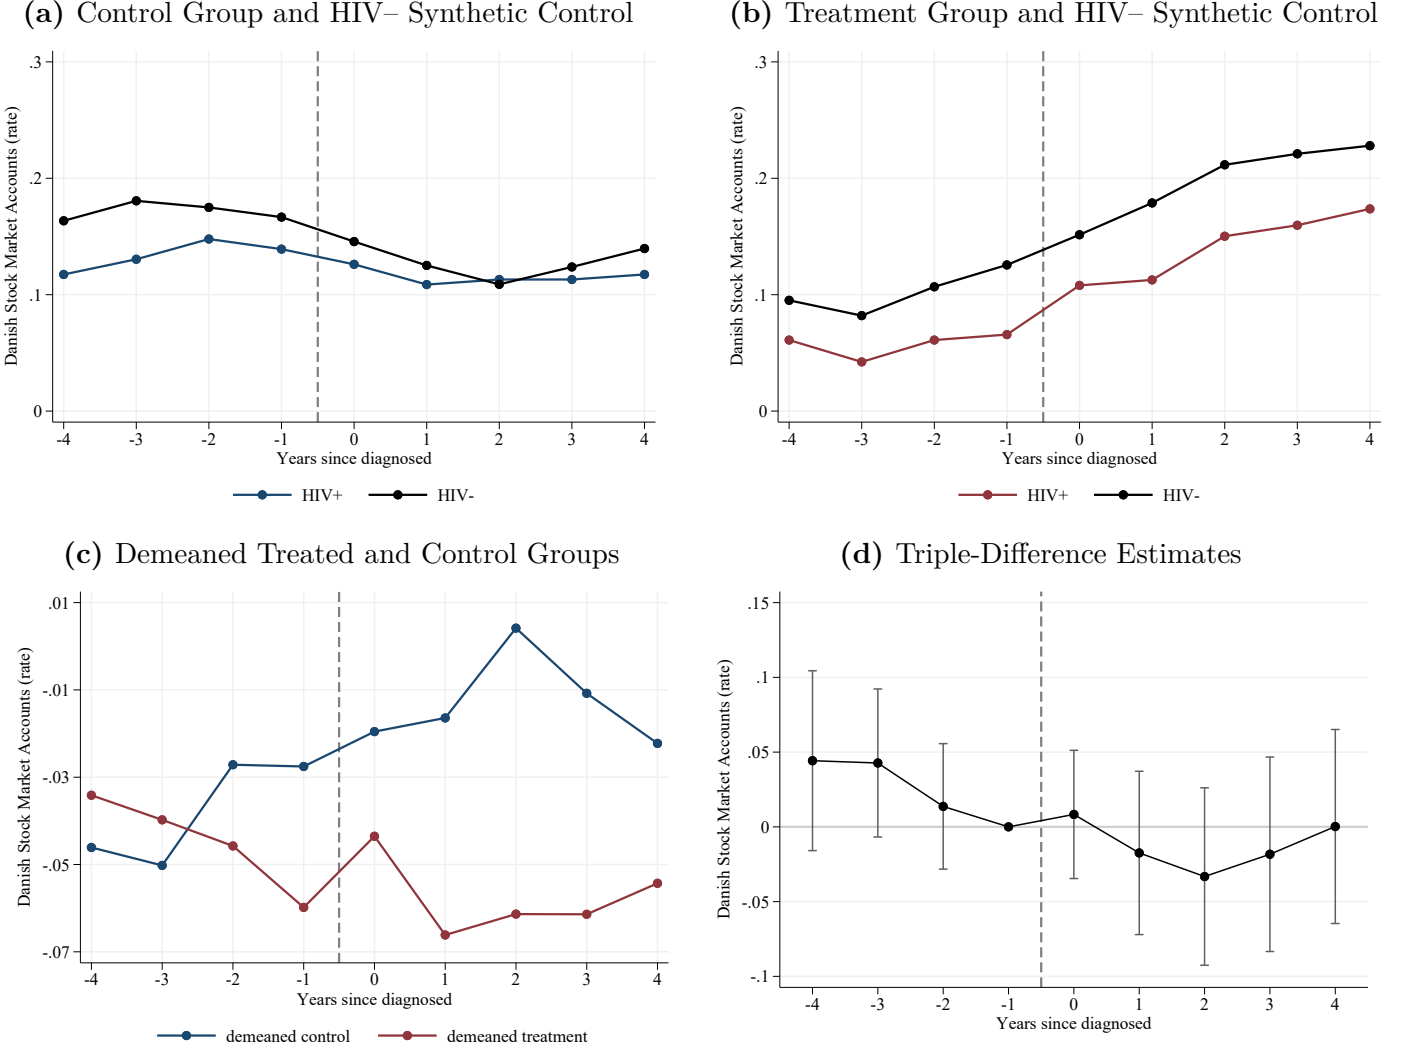 (a) Control Group and HIV– Synthetic Control
.3
.2
.1
0
Danish Stock Market Accounts (rate)
-4 -3 -2 -1 0 1 2 3 4
Years since diagnosed
HIV+ HIV-
(b) Treatment Group and HIV– Synthetic Control
.3
.2
.1
0
Danish Stock Market Accounts (rate)
-4 -3 -2 -1 0 1 2 3 4
Years since diagnosed
HIV+ HIV-
(c) Demeaned Treated and Control Groups
.01
-.01
-.03
-.05
-.07
Danish Stock Market Accounts (rate)
-4 -3 -2 -1 0 1 2 3 4
Years since diagnosed
demeaned control demeaned treatment
(d) Triple-Difference Estimates
.15
.1
.05
0
-.05
-.1
Danish Stock Market Accounts (rate)
-4 -3 -2 -1 0 1 2 3 4
Years since diagnosed